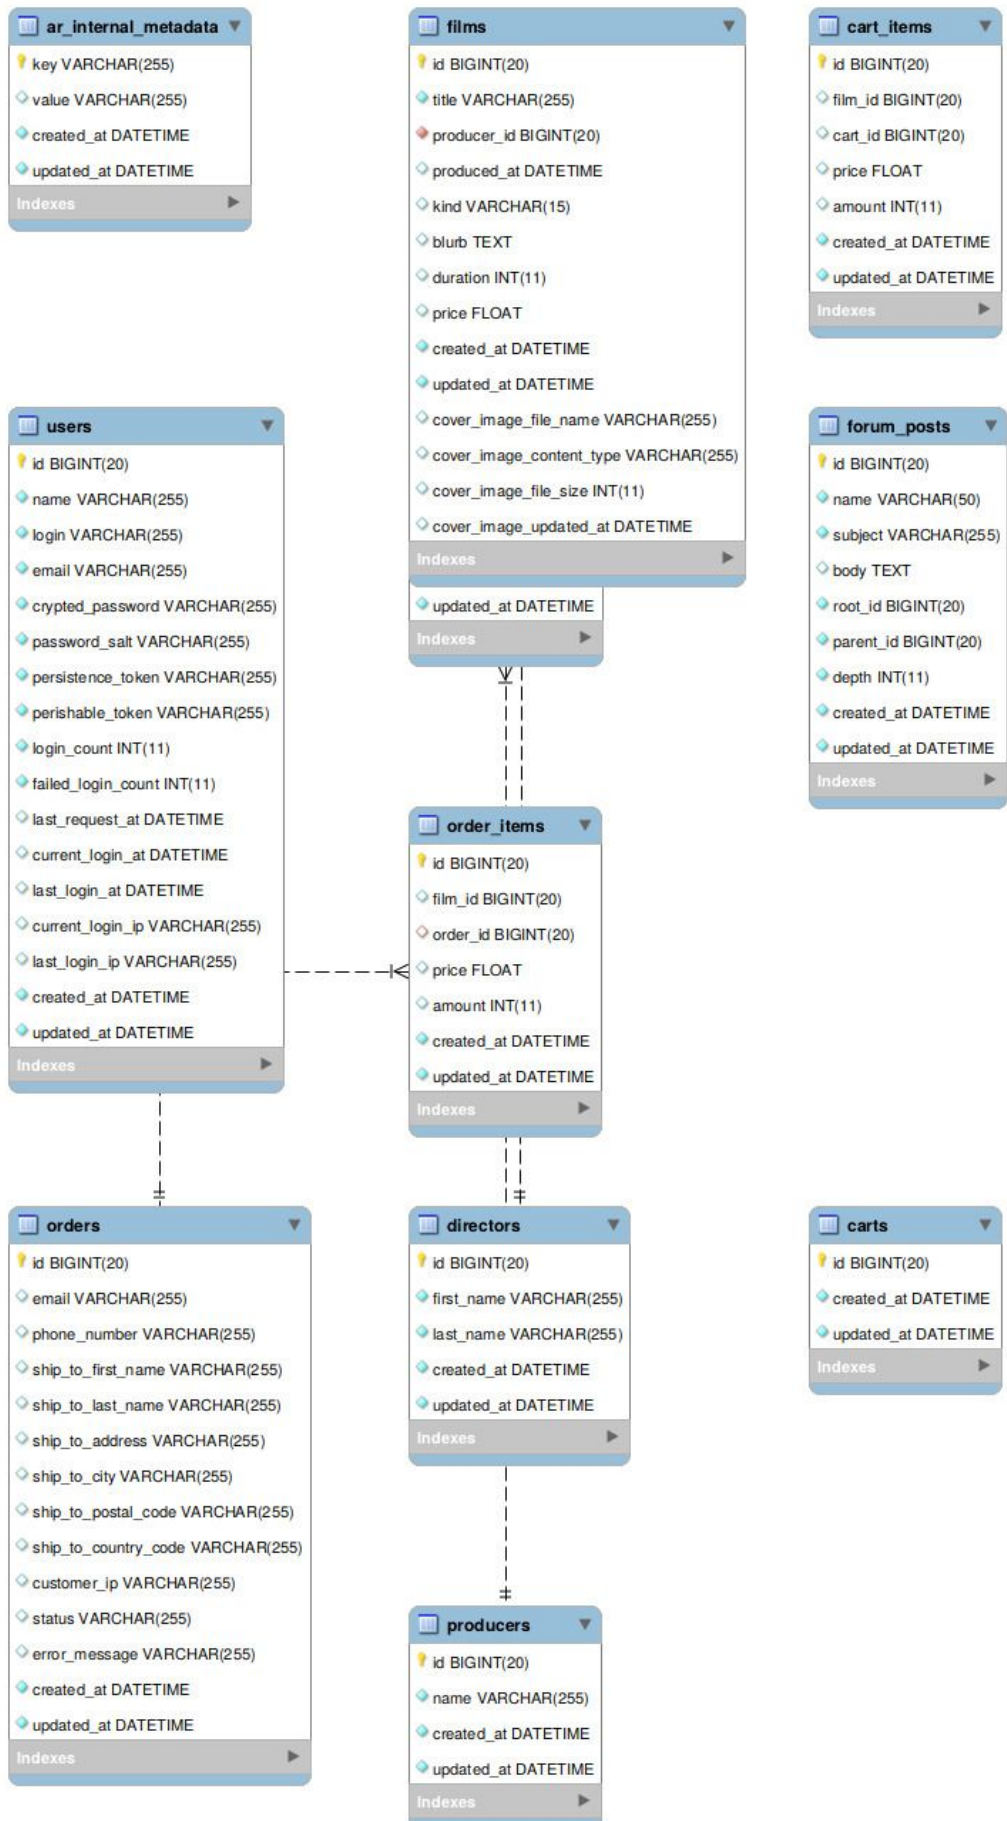 ar_internal_metadata
key VARCHAR(255)
value VARCHAR(255)
created_at DATETIME
updated_at DATETIME
Indexes
films
id BIGINT(20)
title VARCHAR(255)
producer_id BIGINT(20)
produced_at DATETIME
kind VARCHAR(15)
blurb TEXT
duration INT(11)
price FLOAT
created_at DATETIME
updated_at DATETIME
cover_image_file_name VARCHAR(255)
cover_image_content_type VARCHAR(255)
cover_image_file_size INT(11)
cover_image_updated_at DATETIME
Indexes
updated_at DATETIME
Indexes
cart_items
id BIGINT(20)
film_id BIGINT(20)
cart_id BIGINT(20)
price FLOAT
amount INT(11)
created_at DATETIME
updated_at DATETIME
Indexes
users
id BIGINT(20)
name VARCHAR(255)
login VARCHAR(255)
email VARCHAR(255)
crypted_password VARCHAR(255)
password_salt VARCHAR(255)
persistence_token VARCHAR(255)
perishable_token VARCHAR(255)
login_count INT(11)
failed_login_count INT(11)
last_request_at DATETIME
current_login_at DATETIME
last_login_at DATETIME
current_login_ip VARCHAR(255)
last_login_ip VARCHAR(255)
created_at DATETIME
updated_at DATETIME
Indexes
forum_posts
id BIGINT(20)
name VARCHAR(50)
subject VARCHAR(255)
body TEXT
root_id BIGINT(20)
parent_id BIGINT(20)
depth INT(11)
created_at DATETIME
updated_at DATETIME
Indexes
order_items
id BIGINT(20)
film_id BIGINT(20)
order_id BIGINT(20)
price FLOAT
amount INT(11)
created_at DATETIME
updated_at DATETIME
Indexes
orders
id BIGINT(20)
email VARCHAR(255)
phone_number VARCHAR(255)
ship_to_first_name VARCHAR(255)
ship_to_last_name VARCHAR(255)
ship_to_address VARCHAR(255)
ship_to_city VARCHAR(255)
ship_to_postal_code VARCHAR(255)
ship_to_country_code VARCHAR(255)
customer_ip VARCHAR(255)
status VARCHAR(255)
error_message VARCHAR(255)
created_at DATETIME
updated_at DATETIME
Indexes
directors
id BIGINT(20)
first_name VARCHAR(255)
last_name VARCHAR(255)
created_at DATETIME
updated_at DATETIME
Indexes
carts
id BIGINT(20)
created_at DATETIME
updated_at DATETIME
Indexes
producers
id BIGINT(20)
name VARCHAR(255)
created_at DATETIME
updated_at DATETIME
Indexes